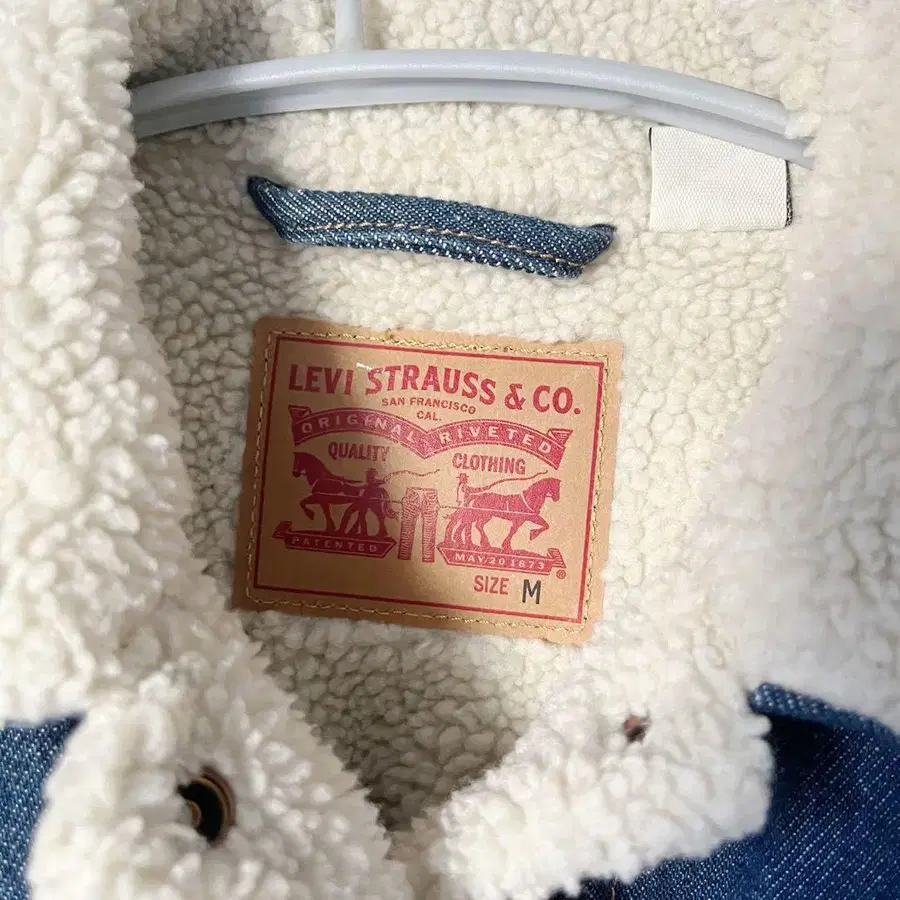 LEVI STRAUSS & CO.
SAN FRANCISCO
CAL.
ORIGINAL RIVETED
QUALITY CLOTHING
PATENTED
MAY 20 1873
®
SIZE M